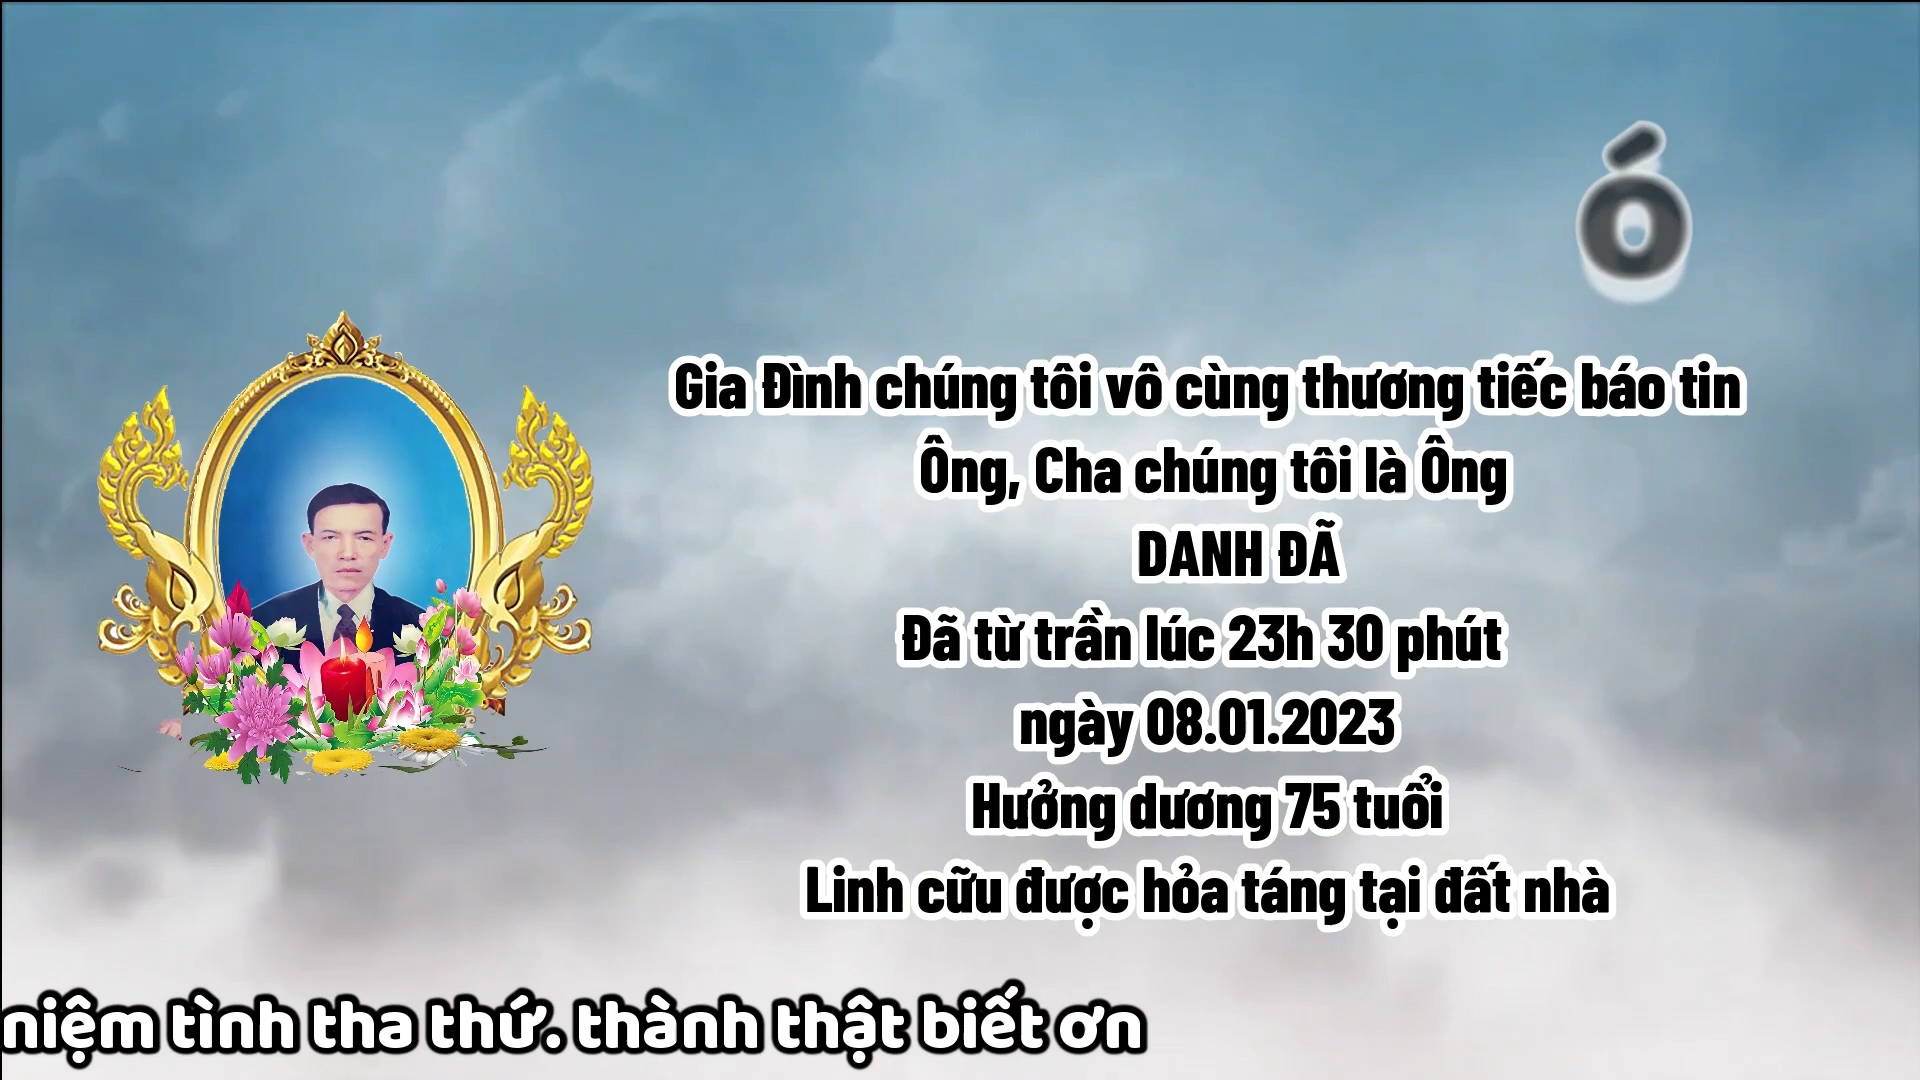 Ố
Gia Đình chúng tôi vô cùng thương tiếc báo tin
Ông, Cha chúng tôi là Ông
DANH ĐÃ
Đã từ trần lúc 23h 30 phút
ngày 08.01.2023
Hưởng dương 75 tuổi
Linh cữu được hỏa táng tại đất nhà
niệm tình tha thứ. thành thật biết ơn